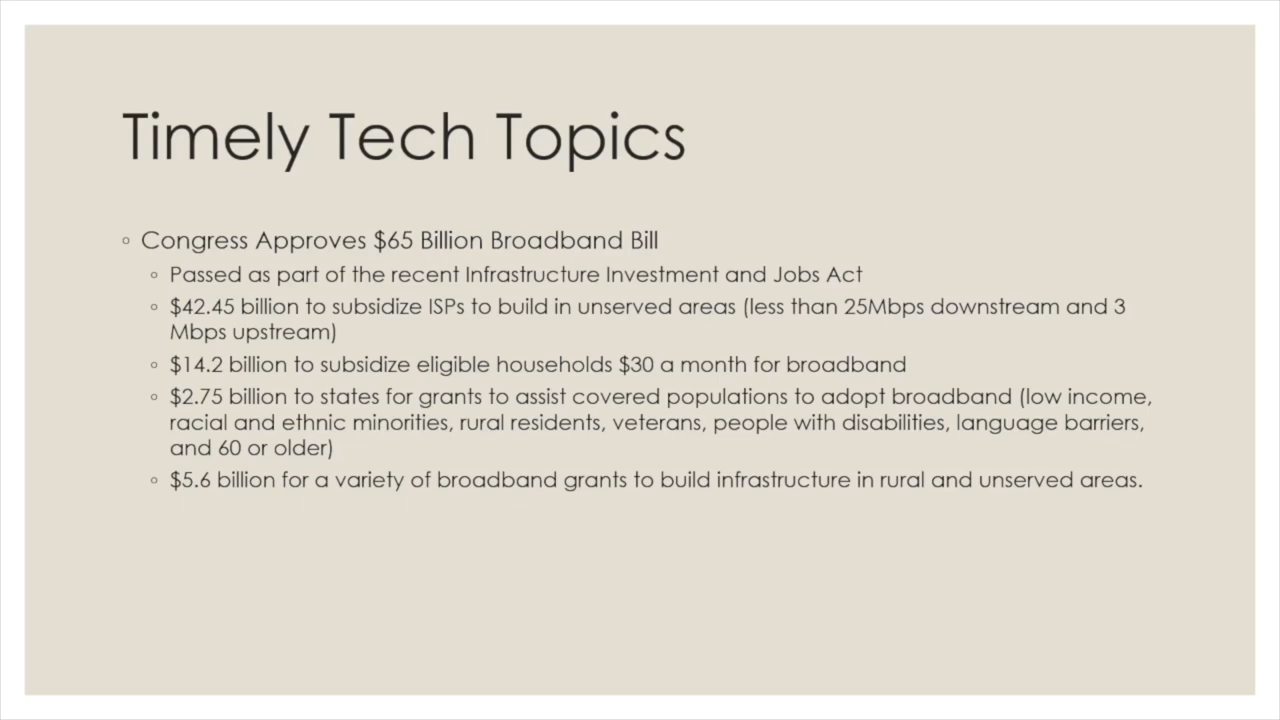 Timely Tech Topics
◦ Congress Approves $65 Billion Broadband Bill
◦ Passed as part of the recent Infrastructure Investment and Jobs Act
◦ $42.45 billion to subsidize ISPs to build in unserved areas (less than 25Mbps downstream and 3
Mbps upstream)
◦ $14.2 billion to subsidize eligible households $30 a month for broadband
◦ $2.75 billion to states for grants to assist covered populations to adopt broadband (low income,
racial and ethnic minorities, rural residents, veterans, people with disabilities, language barriers,
and 60 or older)
◦ $5.6 billion for a variety of broadband grants to build infrastructure in rural and unserved areas.